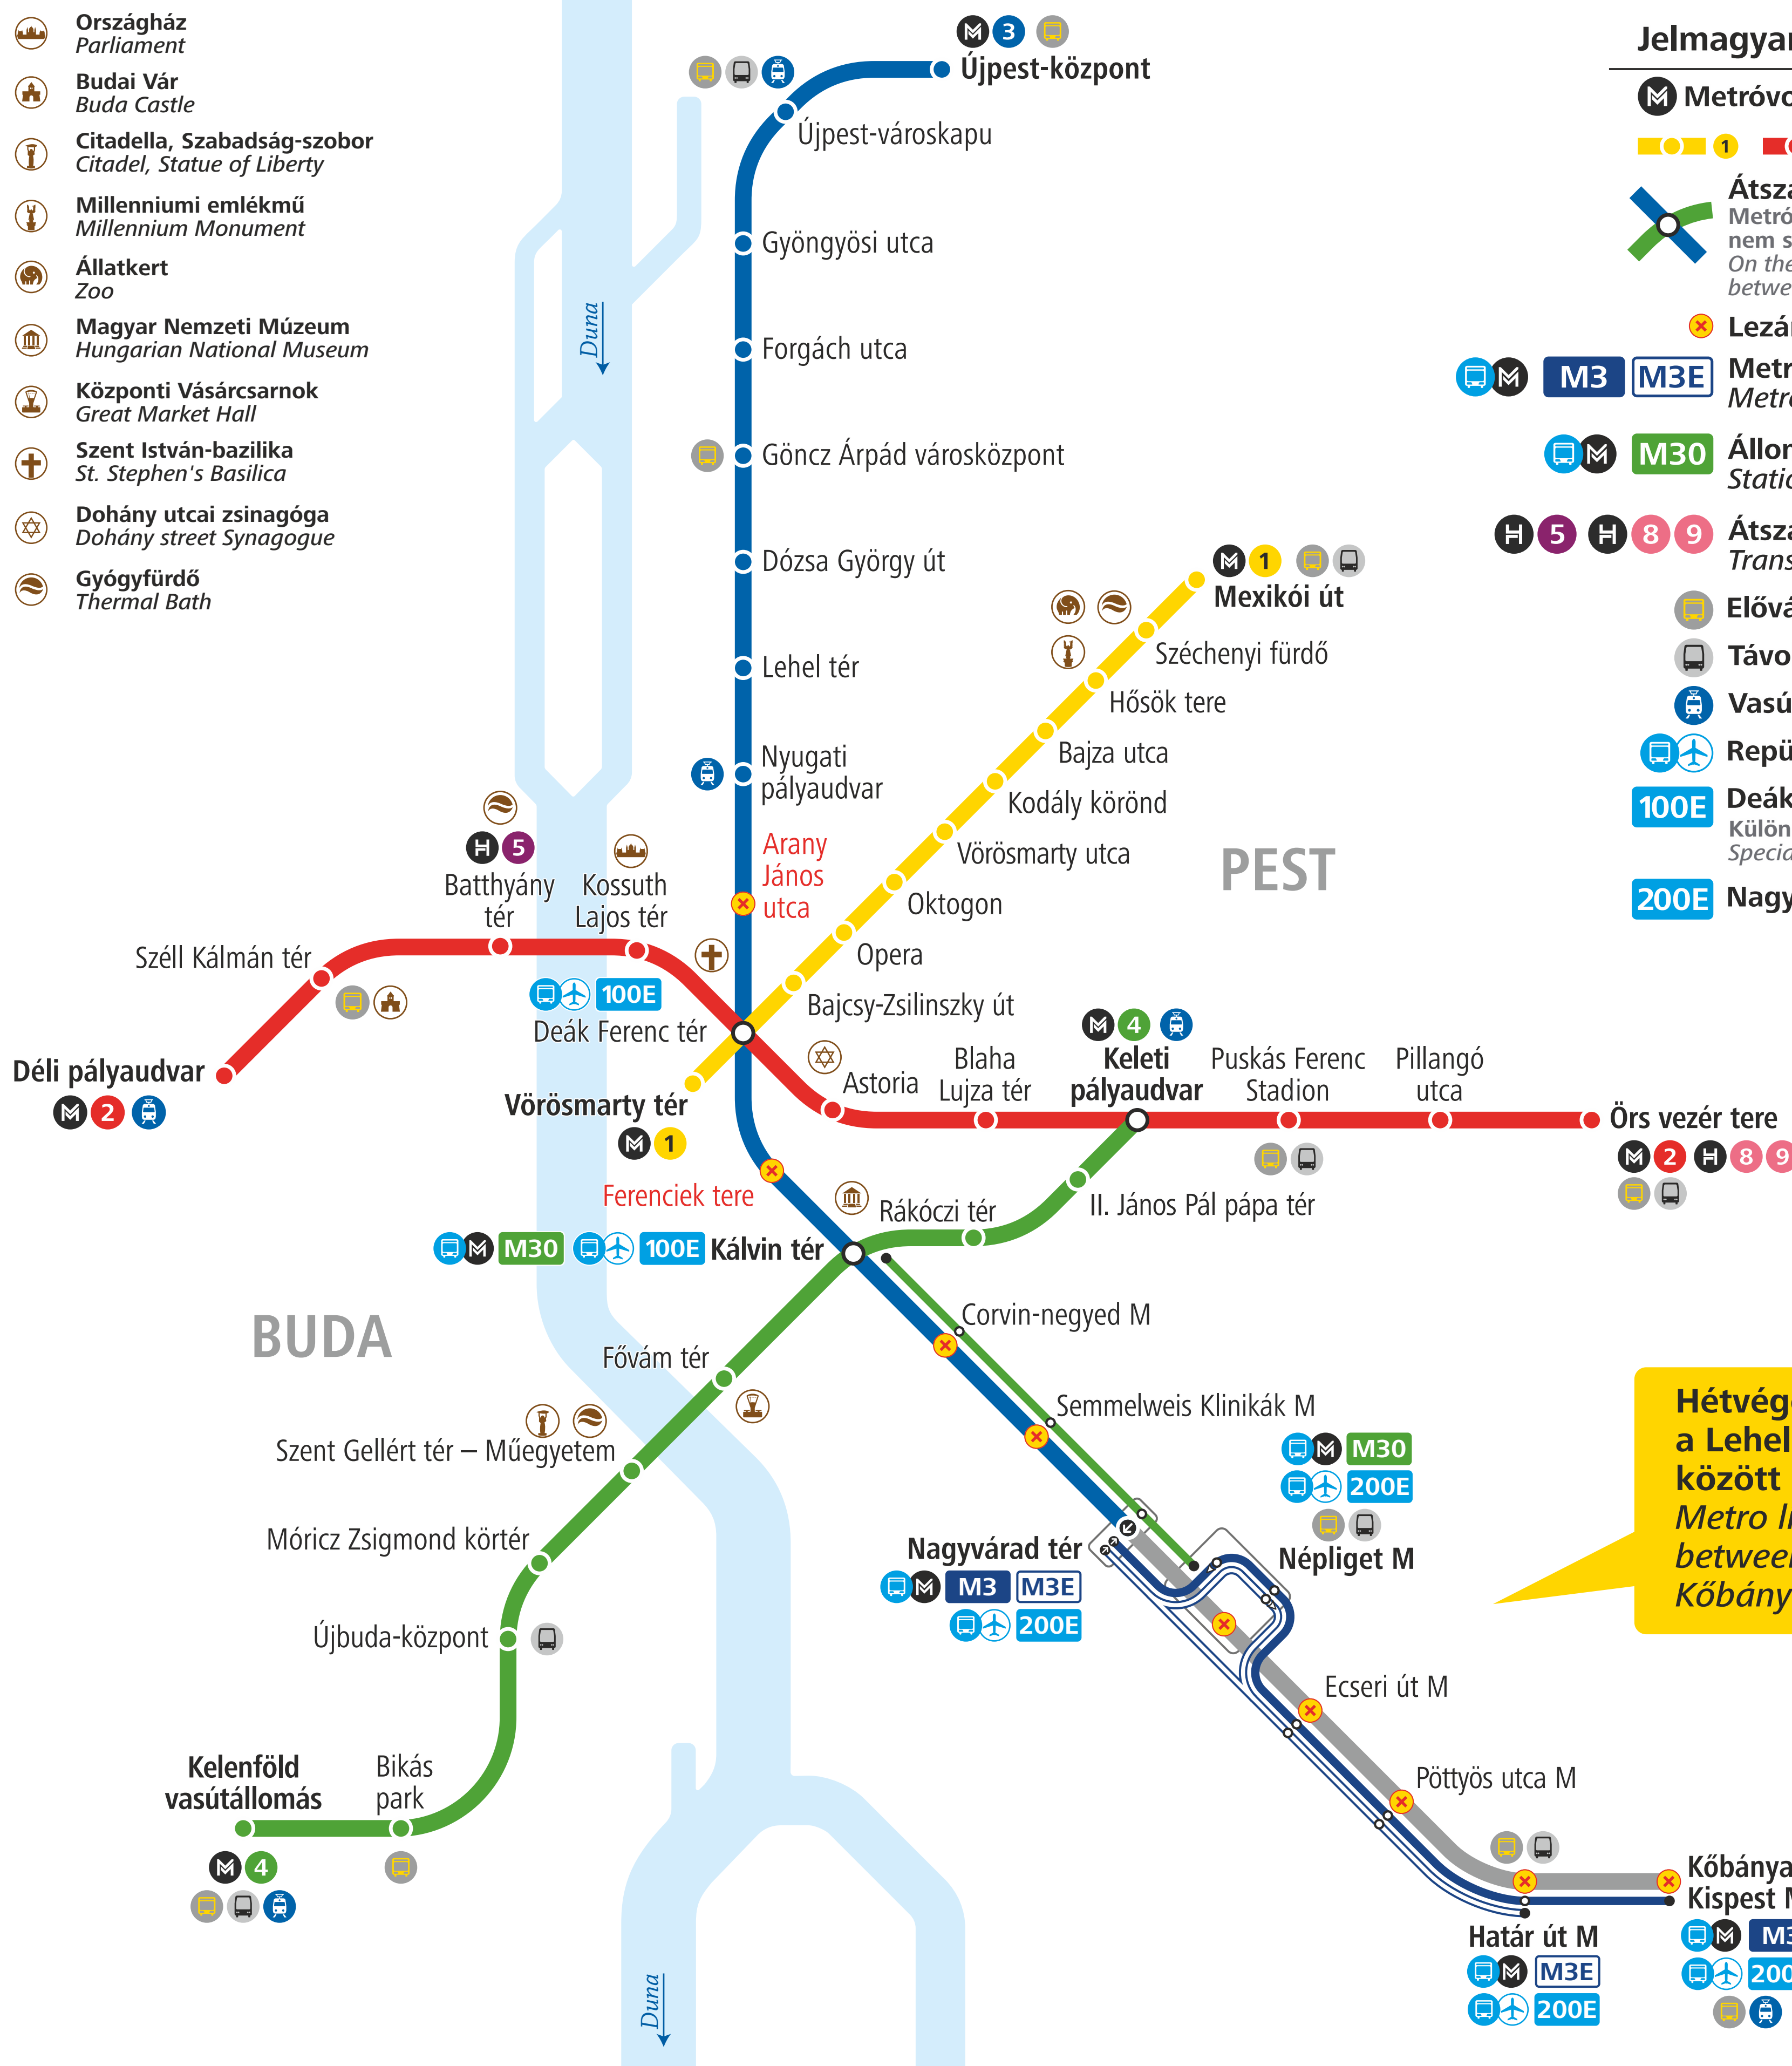 Országház
Parliament
Budai Vár
Buda Castle
Citadella, Szabadság-szobor
Citadel, Statue of Liberty
Millenniumi emlékmű
Millennium Monument
Állatkert
Zoo
Magyar Nemzeti Múzeum
Hungarian National Museum
Központi Vásárcsarnok
Great Market Hall
Szent István-bazilika
St. Stephen's Basilica
Dohány utcai zsinagóga
Dohány street Synagogue
Gyógyfürdő
Thermal Bath
M 3
Újpest-központ
Újpest-városkapu
Gyöngyösi utca
Duna
Forgách utca
Göncz Árpád városközpont
Dózsa György út
Lehel tér
Nyugati
pályaudvar
Arany
János
utca
M 1
Mexikói út
Széchenyi fürdő
Hősök tere
Bajza utca
Kodály körönd
Vörösmarty utca
Oktogon
Opera
Bajcsy-Zsilinszky út
PEST
H 5
Batthyány
tér
Kossuth
Lajos tér
Széll Kálmán tér
100E
Deák Ferenc tér
Déli pályaudvar
M 2
Vörösmarty tér
M 1
Astoria
Blaha
Lujza tér
M 4
Keleti
pályaudvar
Puskás Ferenc
Stadion
Pillangó
utca
Örs vezér tere
M 2 H 8 9
Ferenciek tere
Rákóczi tér
II. János Pál pápa tér
M M30 100E Kálvin tér
BUDA
Corvin-negyed M
Fővám tér
Semmelweis Klinikák M
Szent Gellért tér – Műegyetem
M M30
200E
Népliget M
Móricz Zsigmond körtér
Nagyvárad tér
M M3 M3E
200E
Újbuda-központ
Ecseri út M
Kelenföld
vasútállomás
M 4
Bikás
park
Pöttyös utca M
Határ út M
M M3E
200E
Kőbánya
Kispest M
M M3
200
Duna
Jelmagyar
M Metróvo
1
Átsza
Metró
nem s
On the
betwe
Lezár
M M3 M3E Metr
Metro
M M30 Állom
Statio
H 5 H 8 9 Átsza
Trans
Elővá
Távo
Vasú
Repü
100E Deák
Külön
Specia
200E Nagy
Hétvége
a Lehel
között
Metro li
between
Kőbány